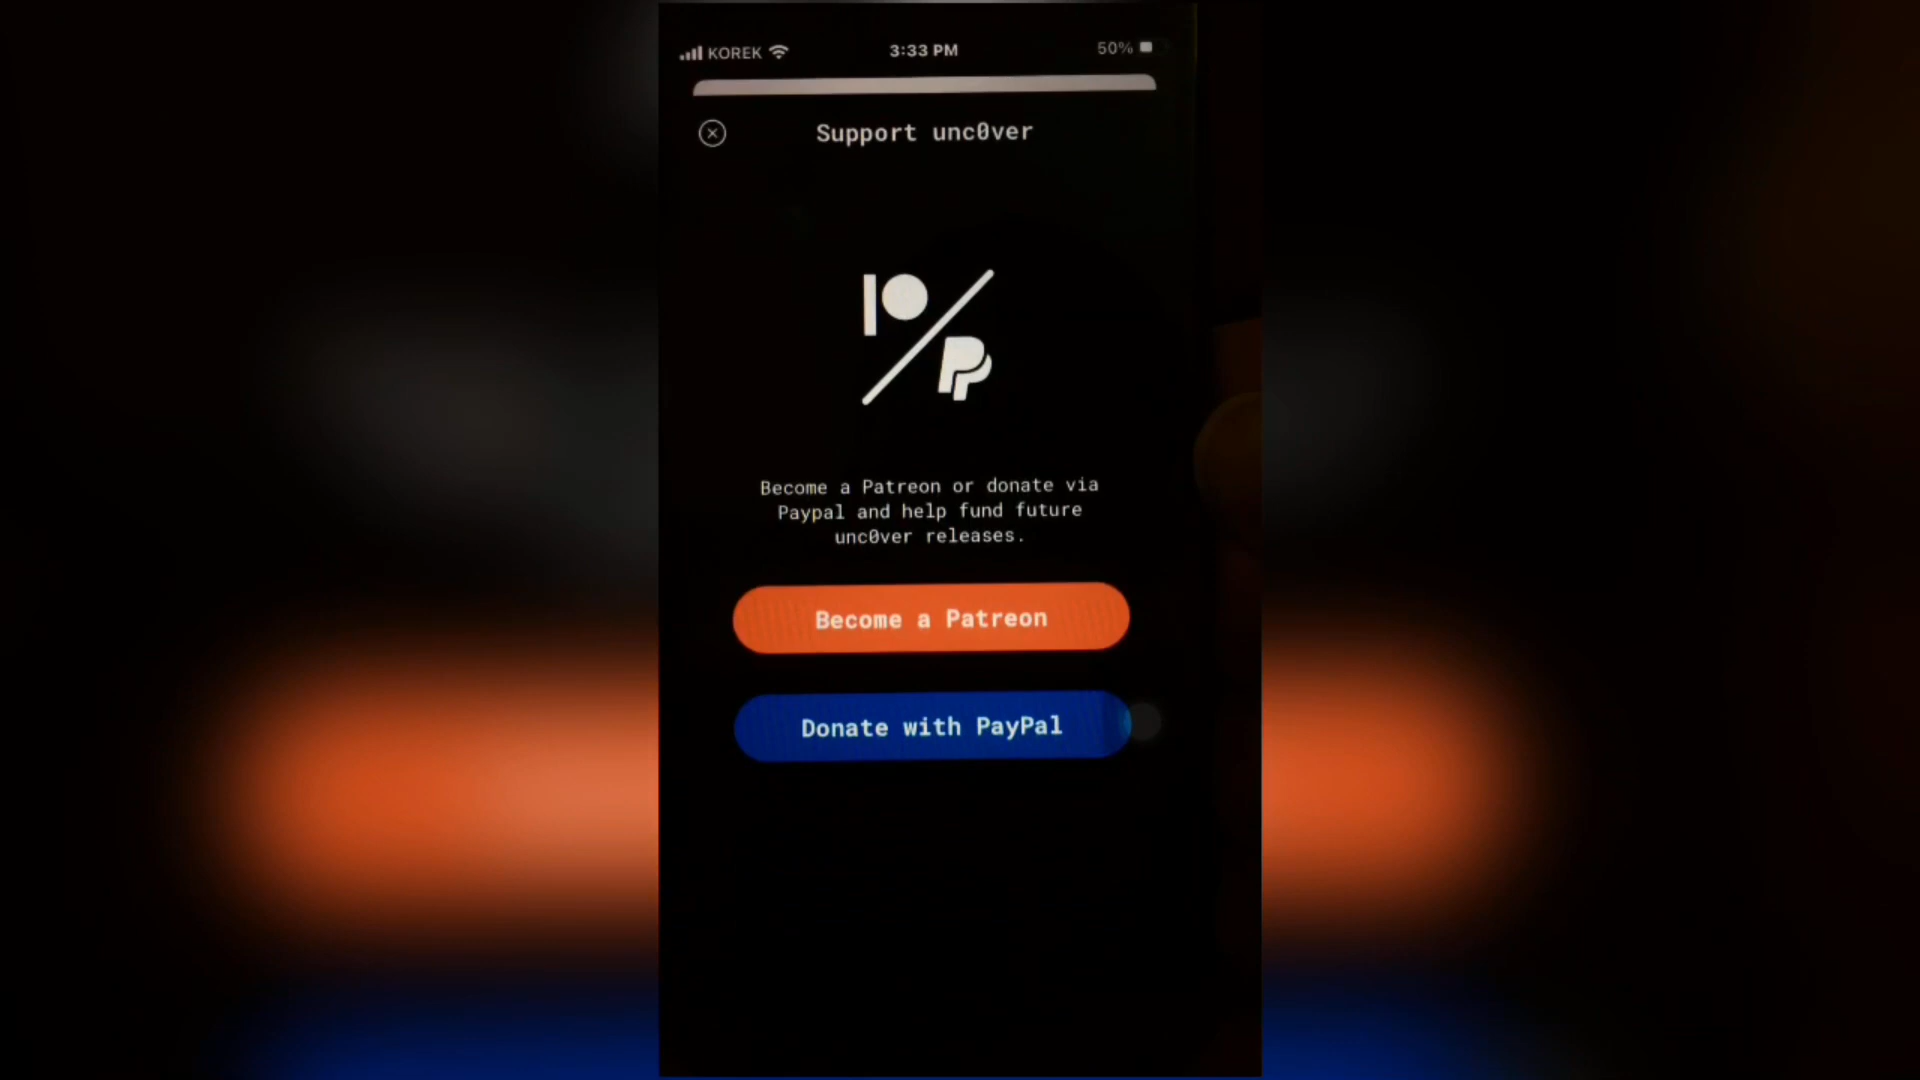 KOREK 3:33 PM 50%
Support unc0ver
Become a Patreon or donate via
Paypal and help fund future
unc0ver releases.
Become a Patreon
Donate with PayPal